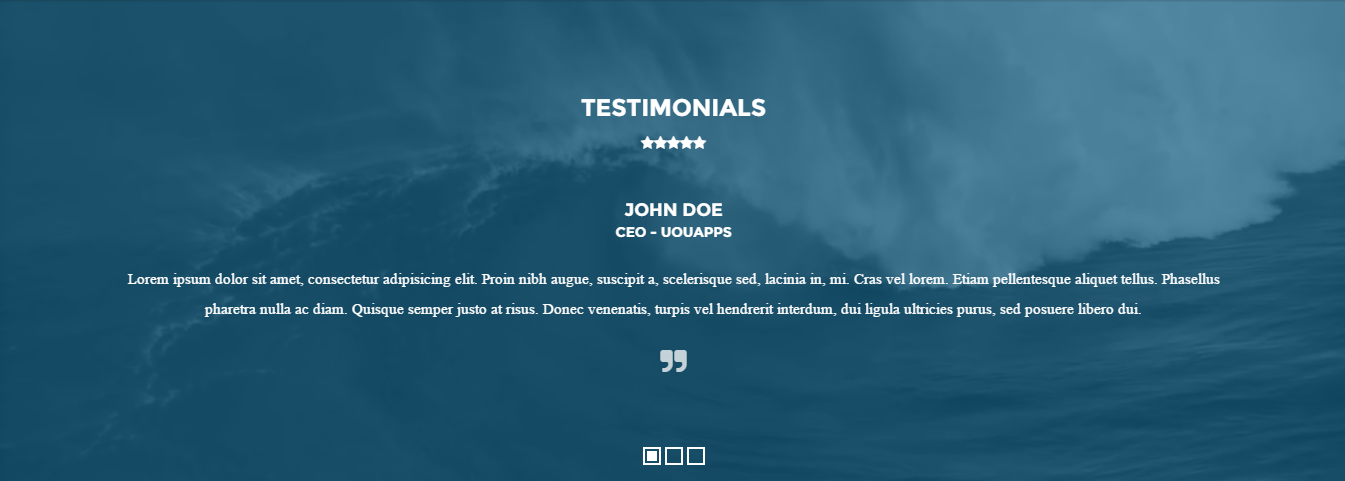 TESTIMONIALS
JOHN DOE
CEO - UOUAPPS
Lorem ipsum dolor sit amet, consectetur adipisicing elit. Proin nibh augue, suscipit a, scelerisque sed, lacinia in, mi. Cras vel lorem. Etiam pellentesque aliquet tellus. Phasellus
pharetra nulla ac diam. Quisque semper justo at risus. Donec venenatis, turpis vel hendrerit interdum, dui ligula ultricies purus, sed posuere libero dui.